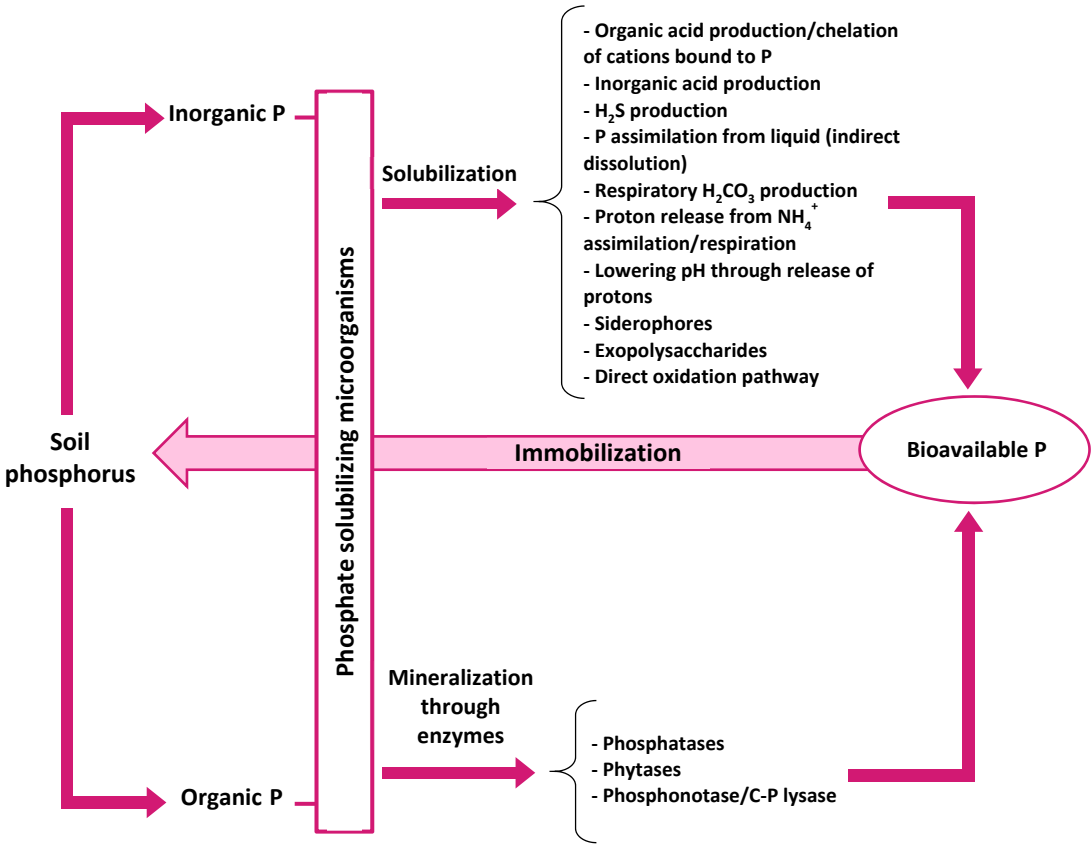 - Organic acid production/chelation
of cations bound to P
- Inorganic acid production
- H₂S production
- P assimilation from liquid (indirect
dissolution)
- Respiratory H₂CO₃ production
- Proton release from NH₄⁺
assimilation/respiration
- Lowering pH through release of
protons
- Siderophores
- Exopolysaccharides
- Direct oxidation pathway
Inorganic P
Solubilization
Phosphate solubilizing microorganisms
Soil
phosphorus
Immobilization
Bioavailable P
Mineralization
through
enzymes
- Phosphatases
- Phytases
- Phosphonotase/C-P lysase
Organic P